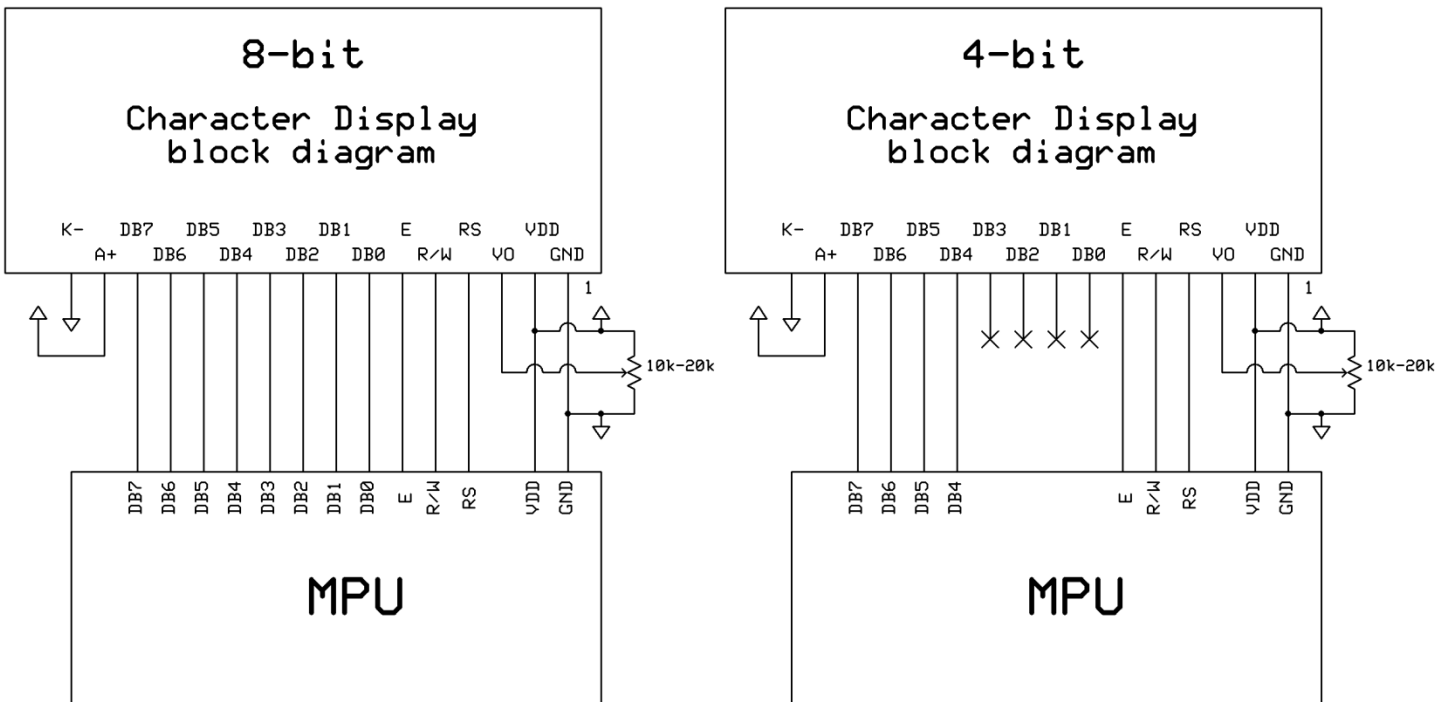 8-bit
Character Display
block diagram
K- DB7 DB5 DB3 DB1 E RS VDD
A+ DB6 DB4 DB2 DB0 R/W VO GND
1
10k-20k
DB7 DB6 DB5 DB4 DB3 DB2 DB1 DB0 E R/W RS VDD GND
MPU
4-bit
Character Display
block diagram
K- DB7 DB5 DB3 DB1 E RS VDD
A+ DB6 DB4 DB2 DB0 R/W VO GND
1
10k-20k
DB7 DB6 DB5 DB4 E R/W RS VDD GND
MPU